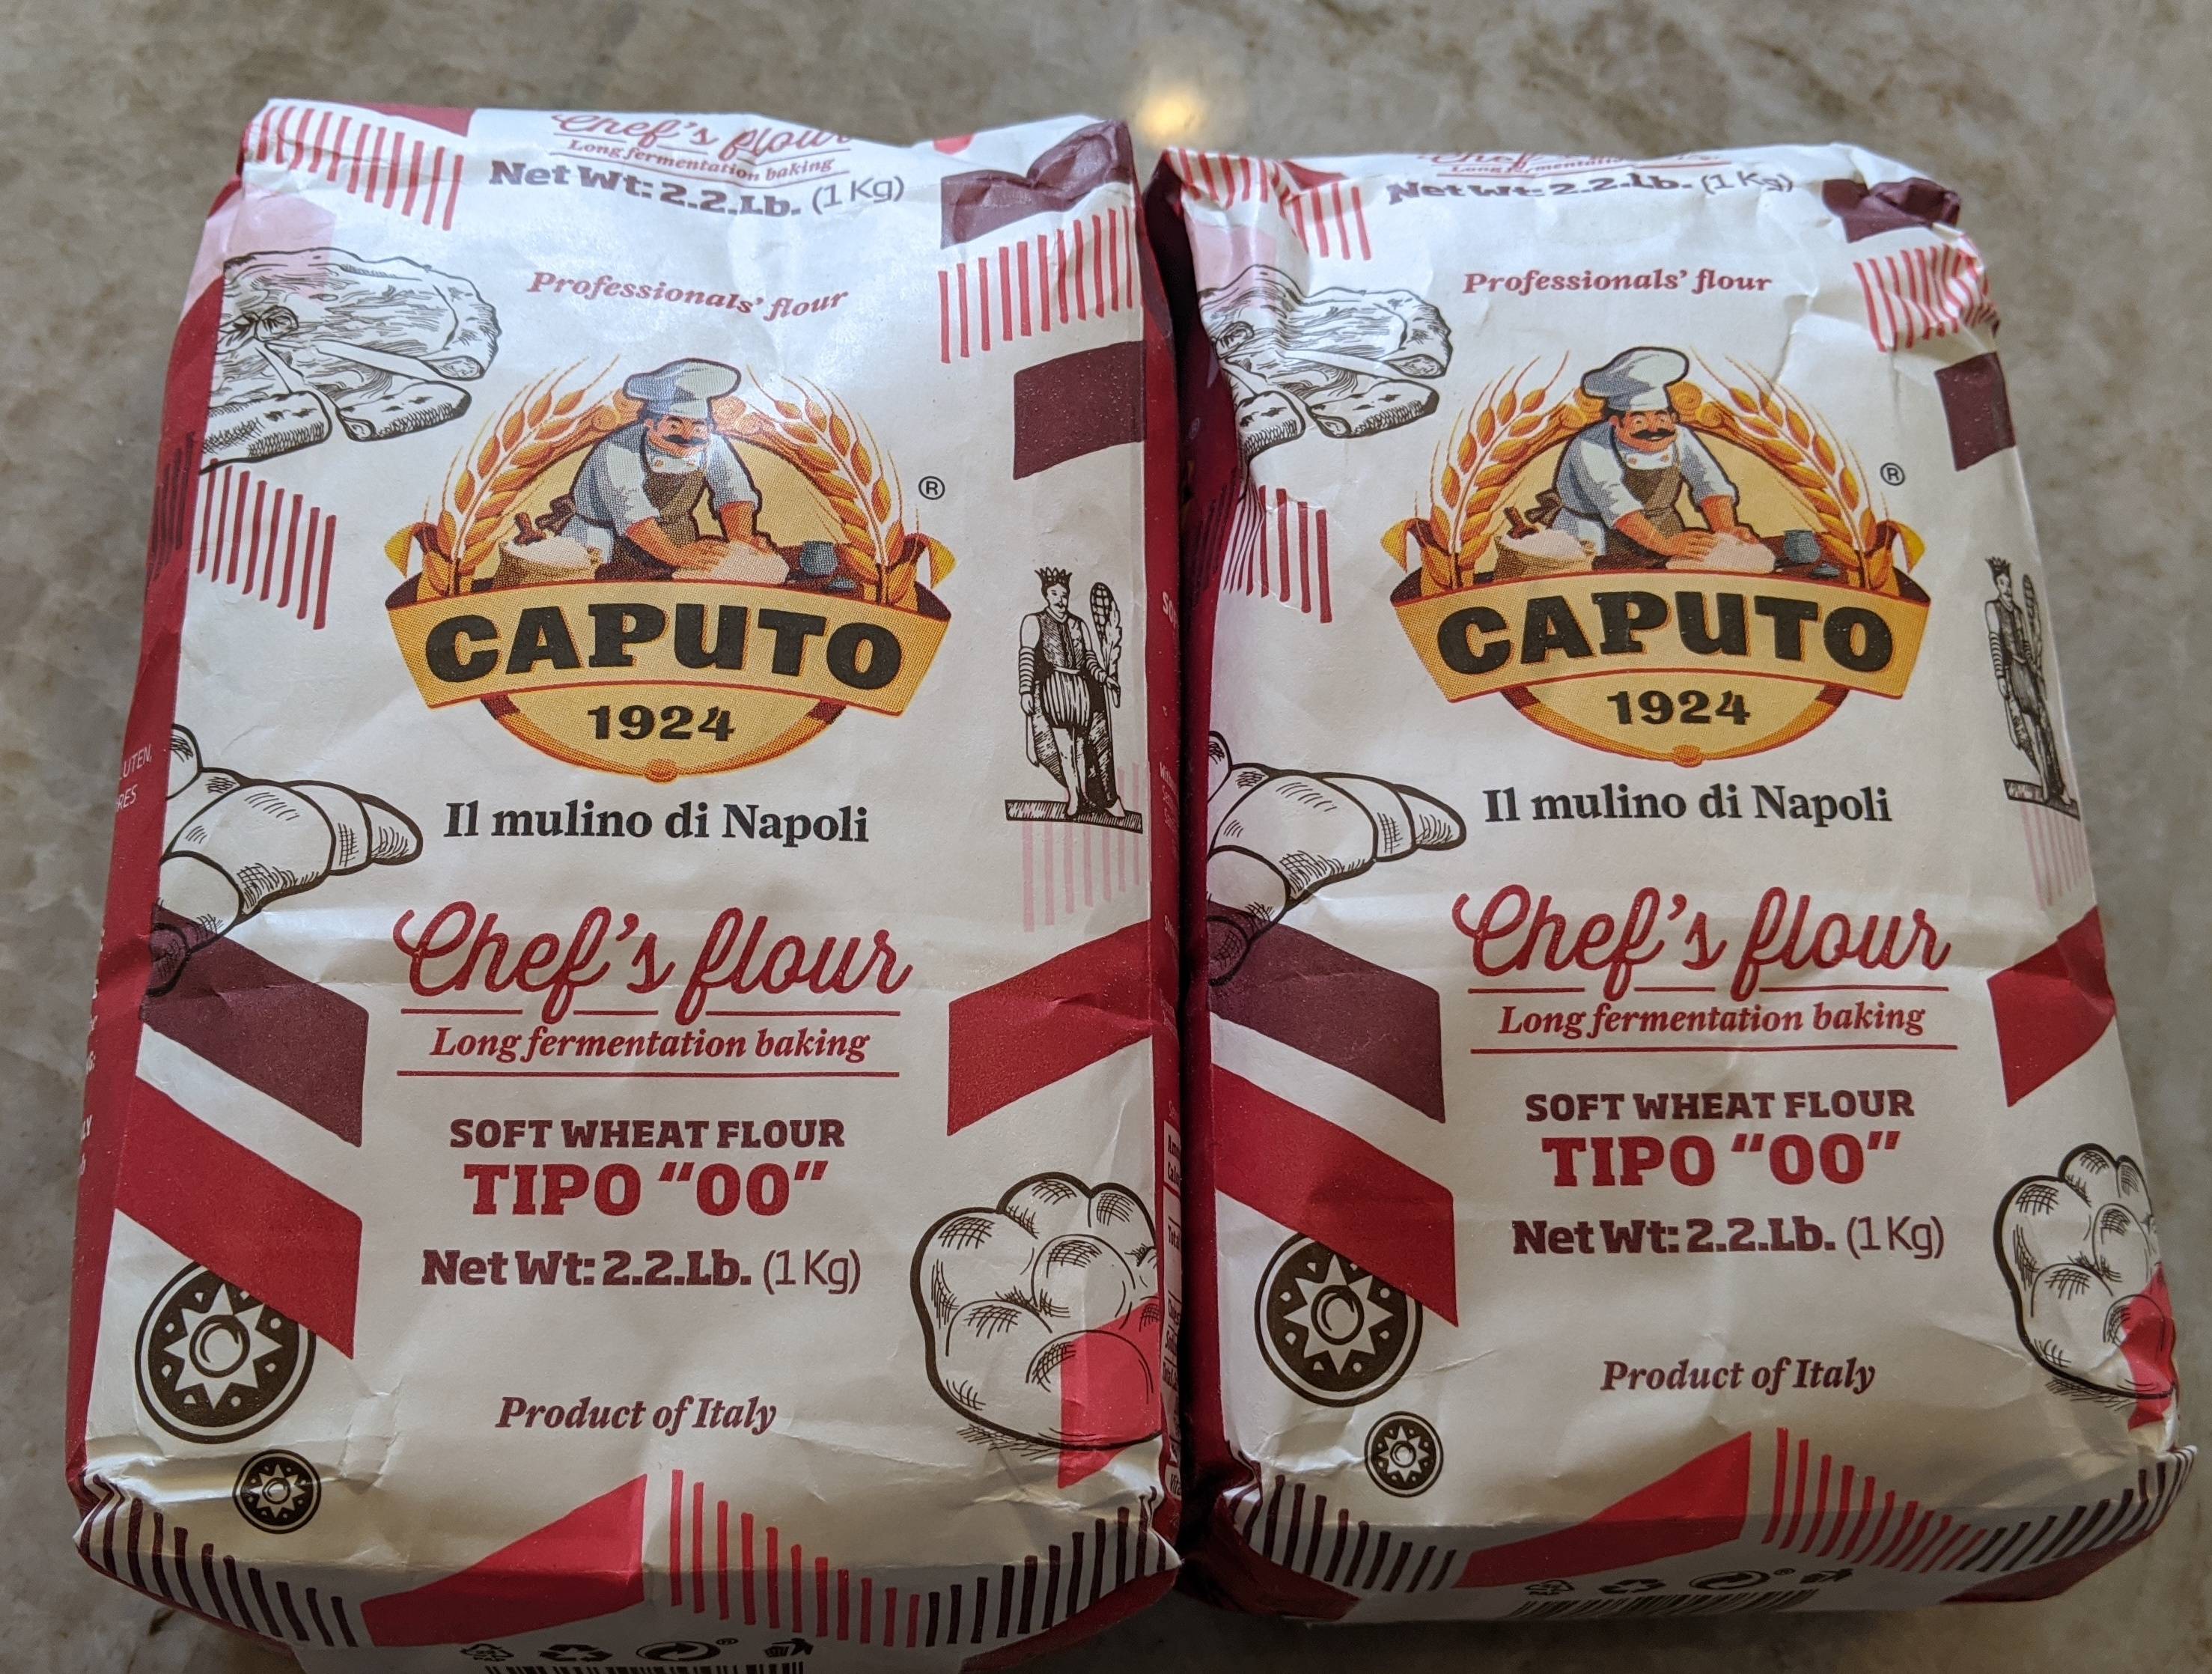 Chef's flour
Long fermentation baking
Net Wt: 2.2.Lb. (1 Kg)
Professionals' flour
®
CAPUTO
1924
Il mulino di Napoli
Chef's flour
Long fermentation baking
SOFT WHEAT FLOUR
TIPO "00"
Net Wt: 2.2.Lb. (1 Kg)
Product of Italy
Net Wt: 2.2.Lb. (1 Kg)
Professionals' flour
®
CAPUTO
1924
Il mulino di Napoli
Chef's flour
Long fermentation baking
SOFT WHEAT FLOUR
TIPO "00"
Net Wt: 2.2.Lb. (1 Kg)
Product of Italy